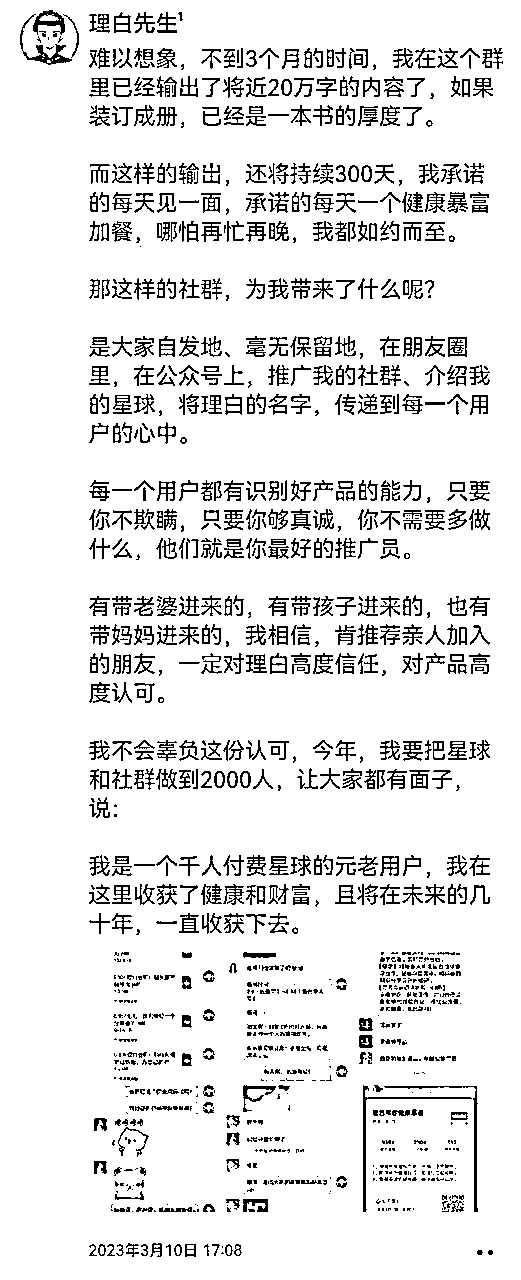 理白先生¹
难以想象，不到3个月的时间，我在这个群
里已经输出了将近20万字的内容了，如果
装订成册，已经是一本书的厚度了。
而这样的输出，还将持续300天，我承诺
的每天见一面，承诺的每天一个健康暴富
加餐，哪怕再忙再晚，我都如约而至。
那这样的社群，为我带来了什么呢？
是大家自发地、毫无保留地，在朋友圈
里，在公众号上，推广我的社群、介绍我
的星球，将理白的名字，传递到每一个用
户的心中。
每一个用户都有识别好产品的能力，只要
你不欺瞒，只要你够真诚，你不需要多做
什么，他们就是你最好的推广员。
有带老婆进来的，有带孩子进来的，也有
带妈妈进来的，我相信，肯推荐亲人加入
的朋友，一定对理白高度信任，对产品高
度认可。
我不会辜负这份认可，今年，我要把星球
和社群做到2000人，让大家都有面子，
说：
我是一个千人付费星球的元老用户，我在
这里收获了健康和财富，且将在未来的几
十年，一直收获下去。
2023年3月10日 17:08